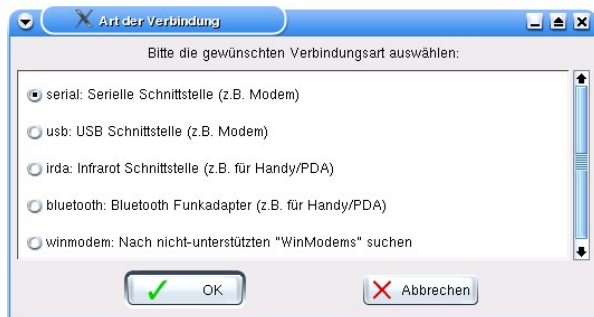 Art der Verbindung
Bitte die gewünschten Verbindungsart auswählen:
serial: Serielle Schnittstelle (z.B. Modem)
usb: USB Schnittstelle (z.B. Modem)
irda: Infrarot Schnittstelle (z.B. für Handy/PDA)
bluetooth: Bluetooth Funkadapter (z.B. für Handy/PDA)
winmodem: Nach nicht-unterstützten "WinModems" suchen
OK
Abbrechen